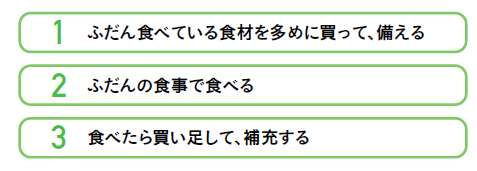 1 ふだん食べている食材を多めに買って、備える
2 ふだんの食事で食べる
3 食べたら買い足して、補充する